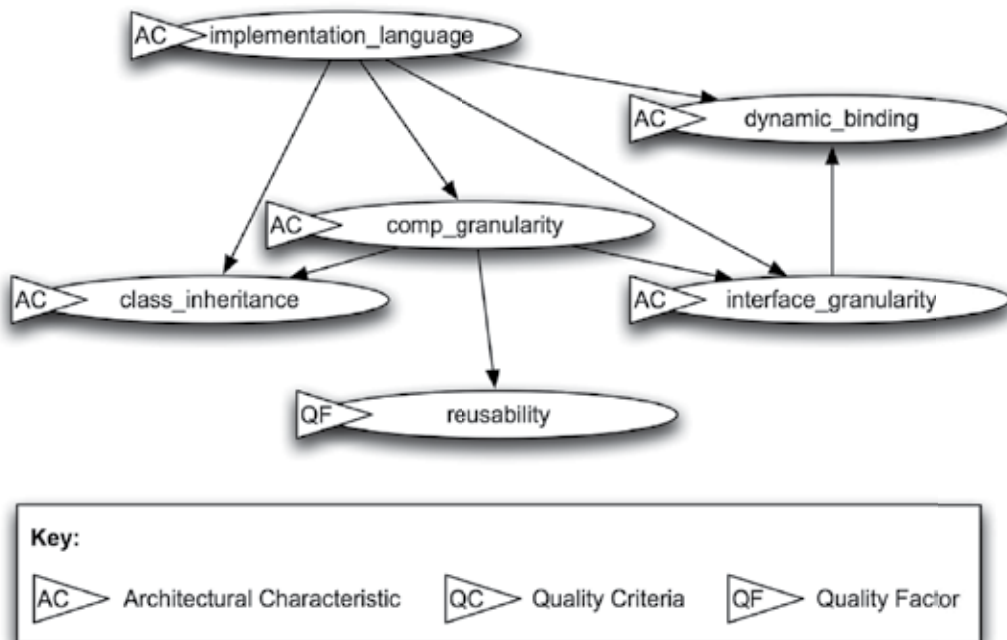 AC implementation_language
AC dynamic_binding
AC comp_granularity
AC class_inheritance
AC interface_granularity
QF reusability
Key:
AC Architectural Characteristic QC Quality Criteria QF Quality Factor